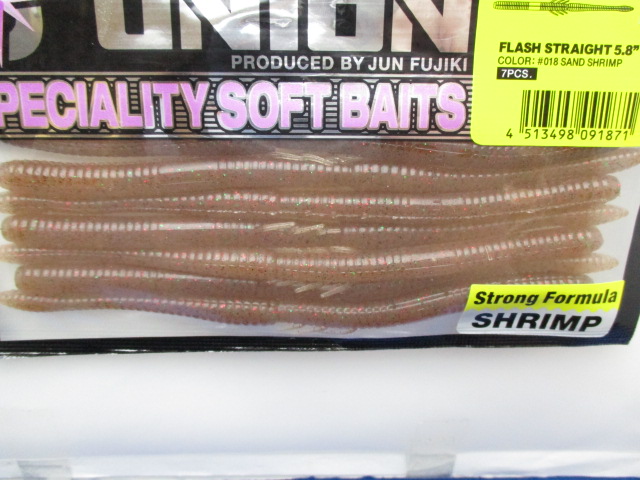 UNION
PRODUCED BY JUN FUJIKI
SPECIALITY SOFT BAITS
FLASH STRAIGHT 5.8"
COLOR: #018 SAND SHRIMP
7PCS.
4 513498 091871
Strong Formula
SHRIMP